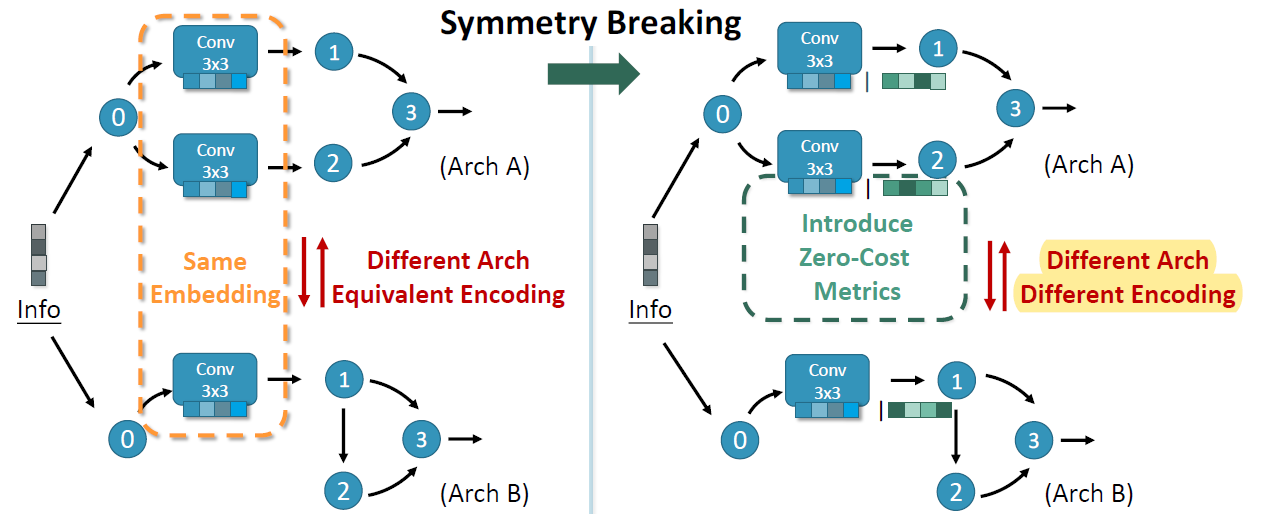 Symmetry Breaking
Conv
3x3
1
0
3
Conv
3x3
2
(Arch A)
Same
Embedding
Different Arch
Equivalent Encoding
Info
Conv
3x3
1
0
3
2
(Arch B)
Conv
3x3
|
1
0
3
Conv
3x3
|
2
(Arch A)
Introduce
Zero-Cost
Metrics
Different Arch
Different Encoding
Info
Conv
3x3
|
1
0
3
2
(Arch B)